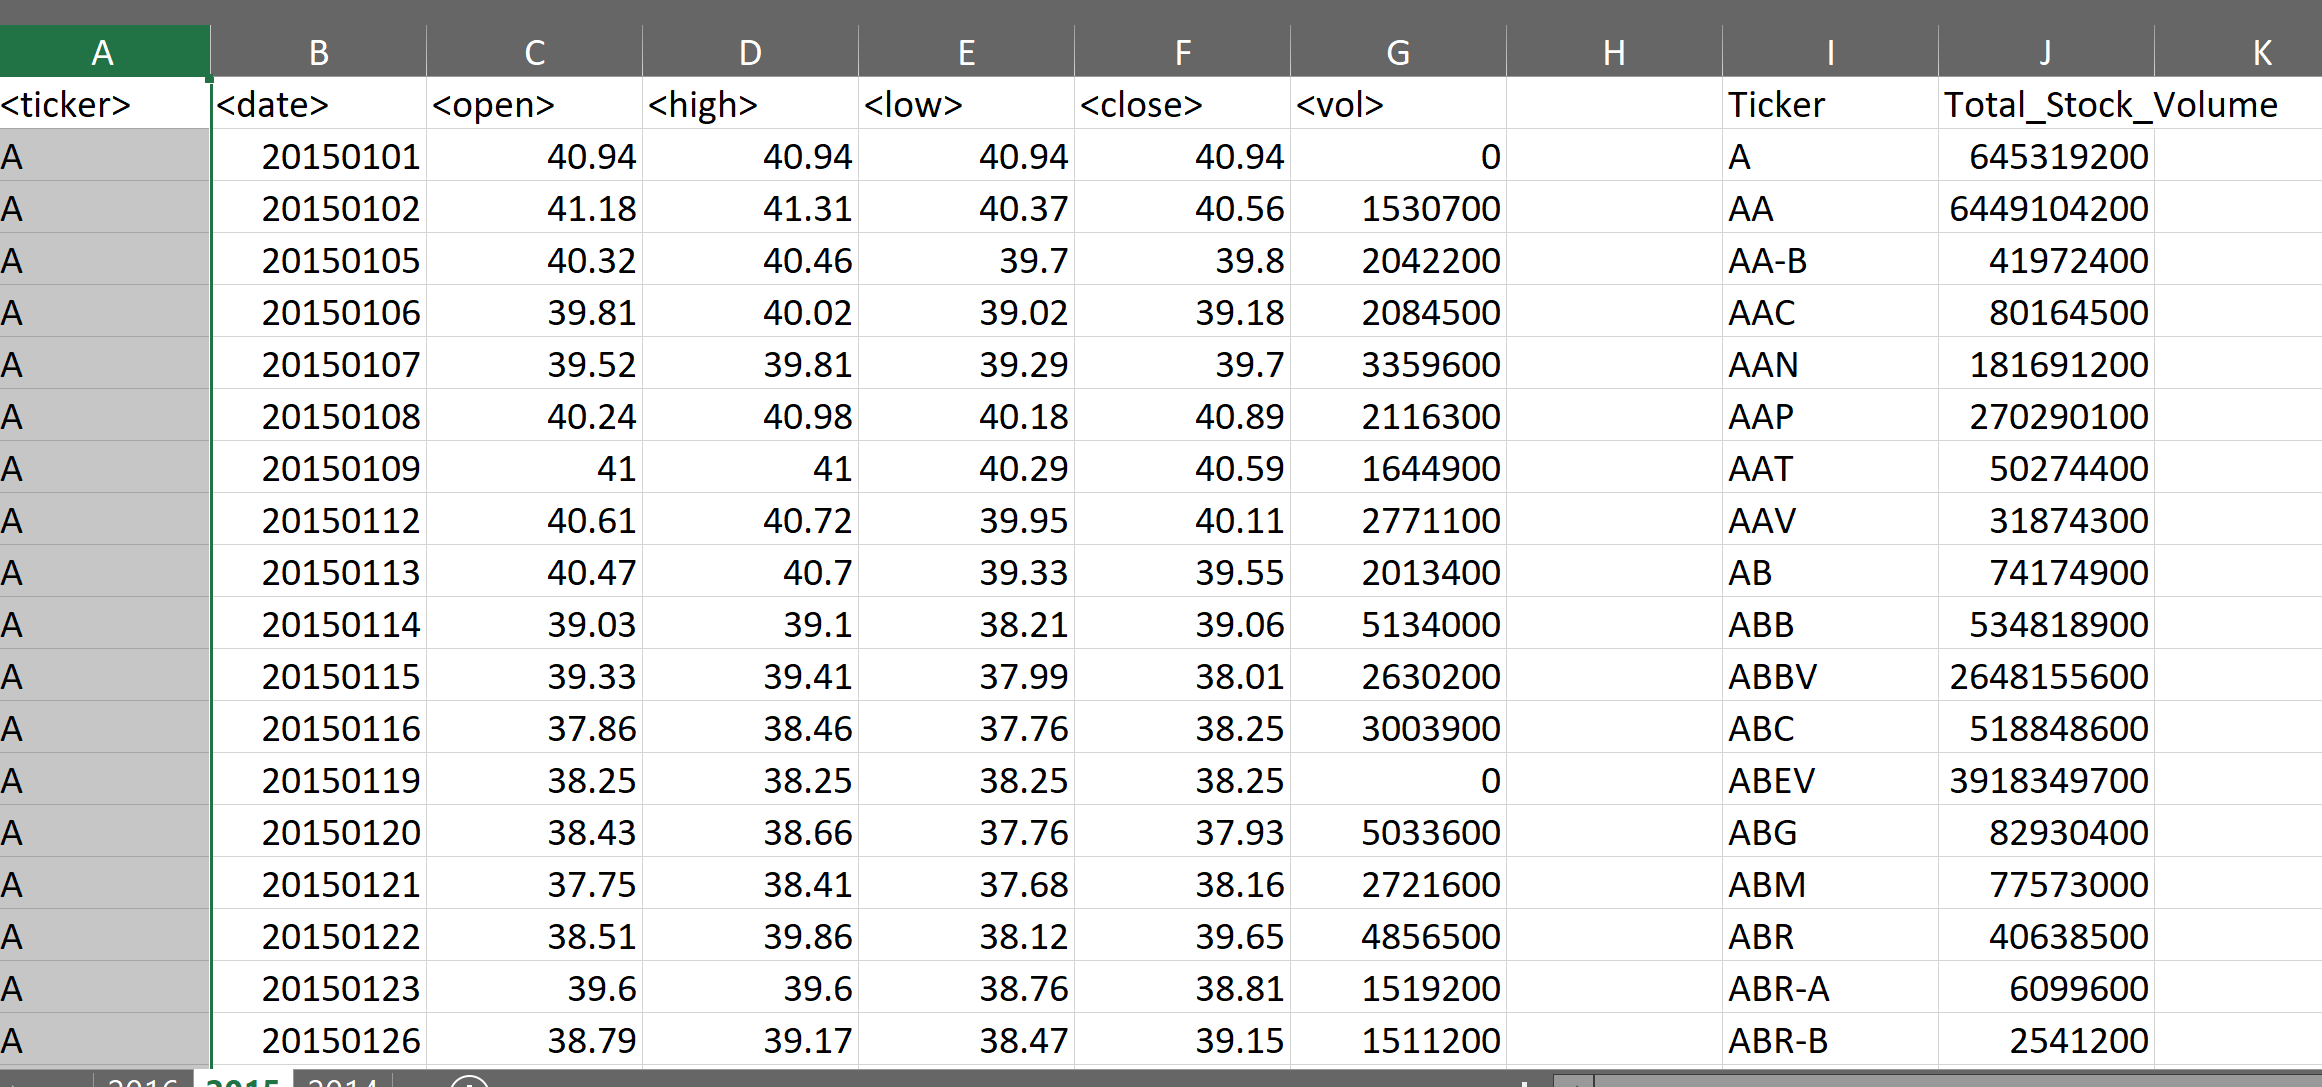 A B C D E F G H I J K
<ticker> <date> <open> <high> <low> <close> <vol> Ticker Total_Stock_Volume
A 20150101 40.94 40.94 40.94 40.94 0 A 645319200
A 20150102 41.18 41.31 40.37 40.56 1530700 AA 6449104200
A 20150105 40.32 40.46 39.7 39.8 2042200 AA-B 41972400
A 20150106 39.81 40.02 39.02 39.18 2084500 AAC 80164500
A 20150107 39.52 39.81 39.29 39.7 3359600 AAN 181691200
A 20150108 40.24 40.98 40.18 40.89 2116300 AAP 270290100
A 20150109 41 41 40.29 40.59 1644900 AAT 50274400
A 20150112 40.61 40.72 39.95 40.11 2771100 AAV 31874300
A 20150113 40.47 40.7 39.33 39.55 2013400 AB 74174900
A 20150114 39.03 39.1 38.21 39.06 5134000 ABB 534818900
A 20150115 39.33 39.41 37.99 38.01 2630200 ABBV 2648155600
A 20150116 37.86 38.46 37.76 38.25 3003900 ABC 518848600
A 20150119 38.25 38.25 38.25 38.25 0 ABEV 3918349700
A 20150120 38.43 38.66 37.76 37.93 5033600 ABG 82930400
A 20150121 37.75 38.41 37.68 38.16 2721600 ABM 77573000
A 20150122 38.51 39.86 38.12 39.65 4856500 ABR 40638500
A 20150123 39.6 39.6 38.76 38.81 1519200 ABR-A 6099600
A 20150126 38.79 39.17 38.47 39.15 1511200 ABR-B 2541200
2016 2015 2014